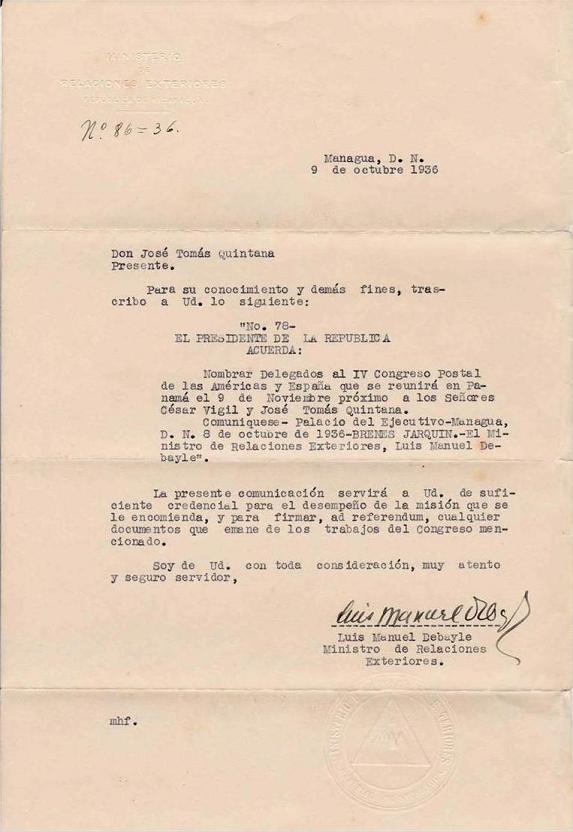 MINISTERIO
DE
RELACIONES EXTERIORES
REPUBLICA DE NICARAGUA
Nº 86=36.
Managua, D. N.
9 de octubre 1936
Don José Tomás Quintana
Presente.
Para su conocimiento y demás fines, tras-
cribo a Ud. lo siguiente:
"No. 78-
EL PRESIDENTE DE LA REPUBLICA
ACUERDA:
Nombrar Delegados al IV Congreso Postal
de las Américas y España que se reunirá en Pa-
namá el 9 de Noviembre próximo a los Señores
César Vigil y José Tomás Quintana.
Comuníquese- Palacio del Ejecutivo-Managua,
D. N. 8 de octubre de 1936-BRENES JARQUIN.-El Mi-
nistro de Relaciones Exteriores, Luis Manuel De-
bayle".
La presente comunicación servirá a Ud. de sufi-
ciente credencial para el desempeño de la misión que se
le encomienda, y para firmar, ad referendum, cualquier
documentos que emane de los trabajos del Congreso men-
cionado.
Soy de Ud. con toda consideración, muy atento
y seguro servidor,
Luis Manuel Debayle
Luis Manuel Debayle
Ministro de Relaciones
Exteriores.
mhf.